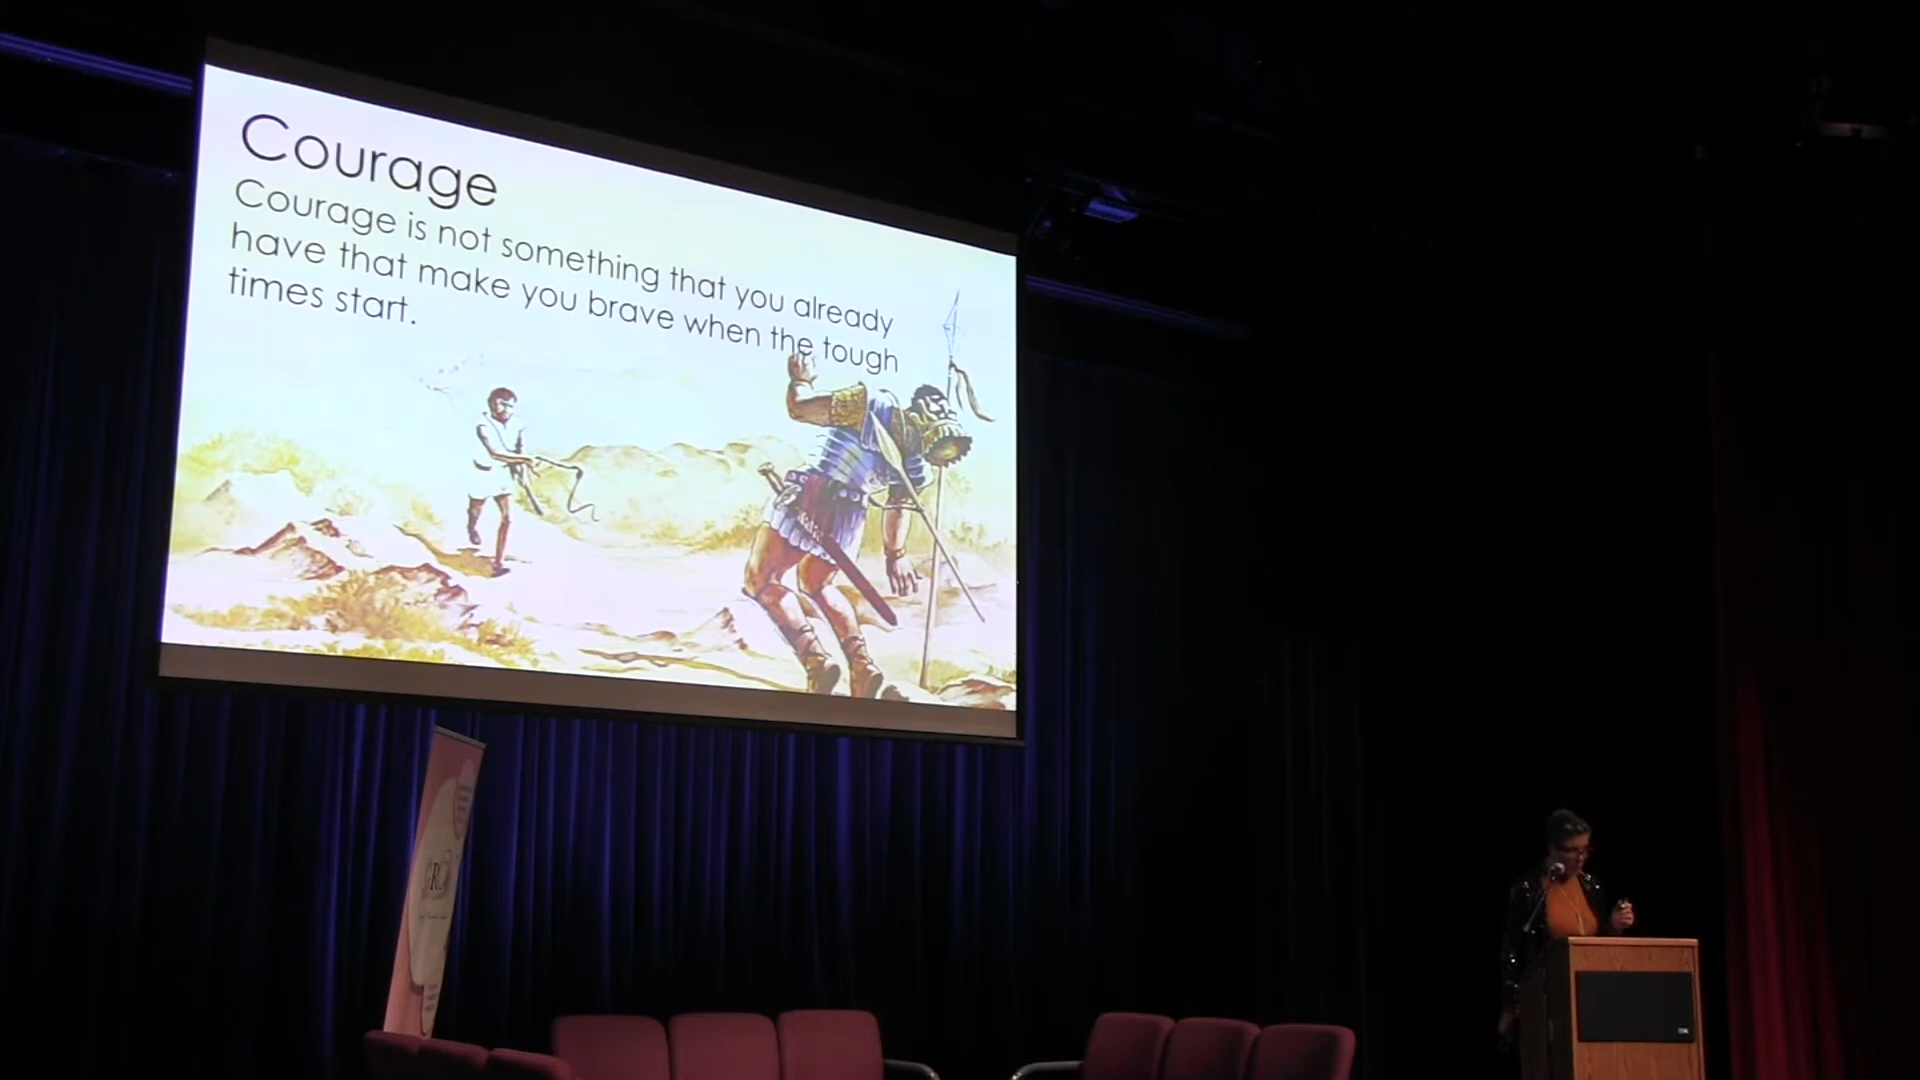 Courage
Courage is not something that you already
have that make you brave when the tough
times start.